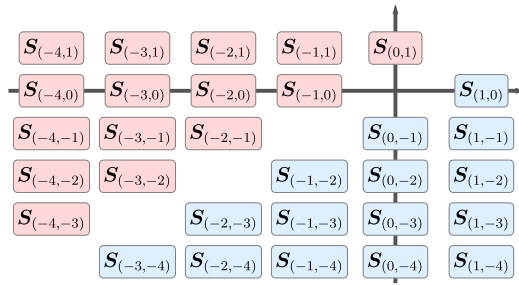 S(−4,1) S(−3,1) S(−2,1) S(−1,1) S(0,1)
S(−4,0) S(−3,0) S(−2,0) S(−1,0) S(1,0)
S(−4,−1) S(−3,−1) S(−2,−1) S(0,−1) S(1,−1)
S(−4,−2) S(−3,−2) S(−1,−2) S(0,−2) S(1,−2)
S(−4,−3) S(−2,−3) S(−1,−3) S(0,−3) S(1,−3)
S(−3,−4) S(−2,−4) S(−1,−4) S(0,−4) S(1,−4)